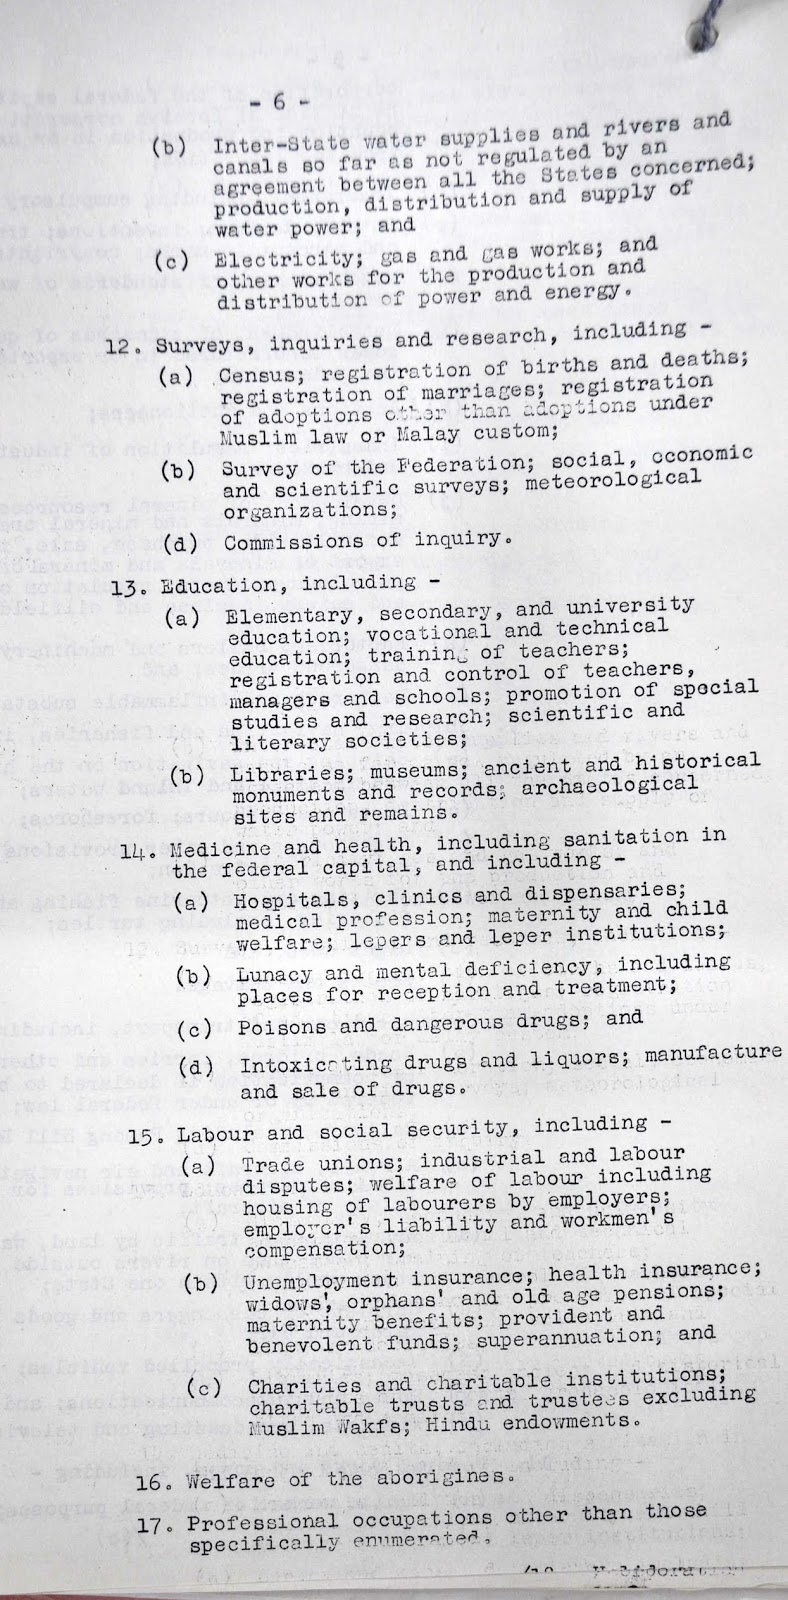 - 6 -
(b) Inter-State water supplies and rivers and
canals so far as not regulated by an
agreement between all the States concerned;
production, distribution and supply of
water power; and
(c) Electricity; gas and gas works; and
other works for the production and
distribution of power and energy.
12. Surveys, inquiries and research, including -
(a) Census; registration of births and deaths;
registration of marriages; registration
of adoptions other than adoptions under
Muslim law or Malay custom;
(b) Survey of the Federation; social, economic
and scientific surveys; meteorological
organizations;
(d) Commissions of inquiry.
13. Education, including -
(a) Elementary, secondary, and university
education; vocational and technical
education; training of teachers;
registration and control of teachers,
managers and schools; promotion of special
studies and research; scientific and
literary societies;
(b) Libraries; museums; ancient and historical
monuments and records; archaeological
sites and remains.
14. Medicine and health, including sanitation in
the federal capital, and including -
(a) Hospitals, clinics and dispensaries;
medical profession; maternity and child
welfare; lepers and leper institutions;
(b) Lunacy and mental deficiency, including
places for reception and treatment;
(c) Poisons and dangerous drugs; and
(d) Intoxicating drugs and liquors; manufacture
and sale of drugs.
15. Labour and social security, including -
(a) Trade unions; industrial and labour
disputes; welfare of labour including
housing of labourers by employers;
employer's liability and workmen's
compensation;
(b) Unemployment insurance; health insurance;
widows', orphans' and old age pensions;
maternity benefits; provident and
benevolent funds; superannuation; and
(c) Charities and charitable institutions;
charitable trusts and trustees excluding
Muslim Wakfs; Hindu endowments.
16. Welfare of the aborigines.
17. Professional occupations other than those
specifically enumerated.